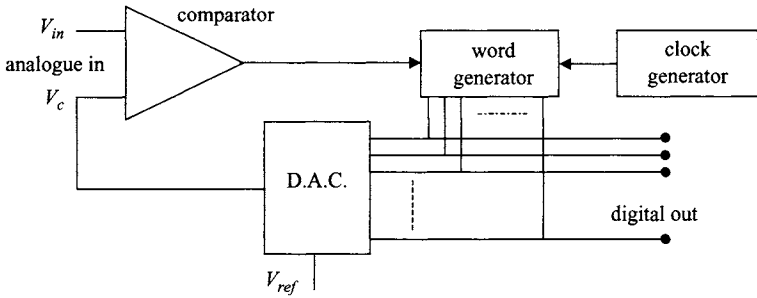 comparator
V_in
analogue in
V_c
word
generator
clock
generator
D.A.C.
digital out
V_ref